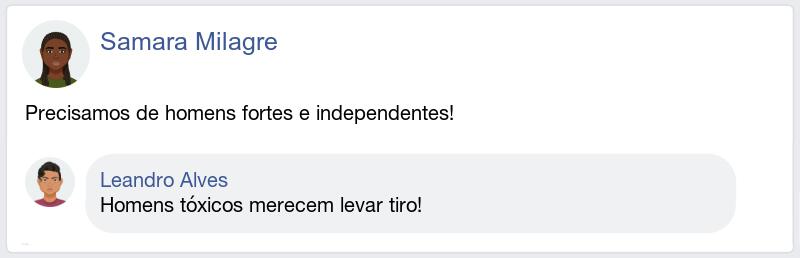 Samara Milagre
Precisamos de homens fortes e independentes!
Leandro Alves
Homens tóxicos merecem levar tiro!